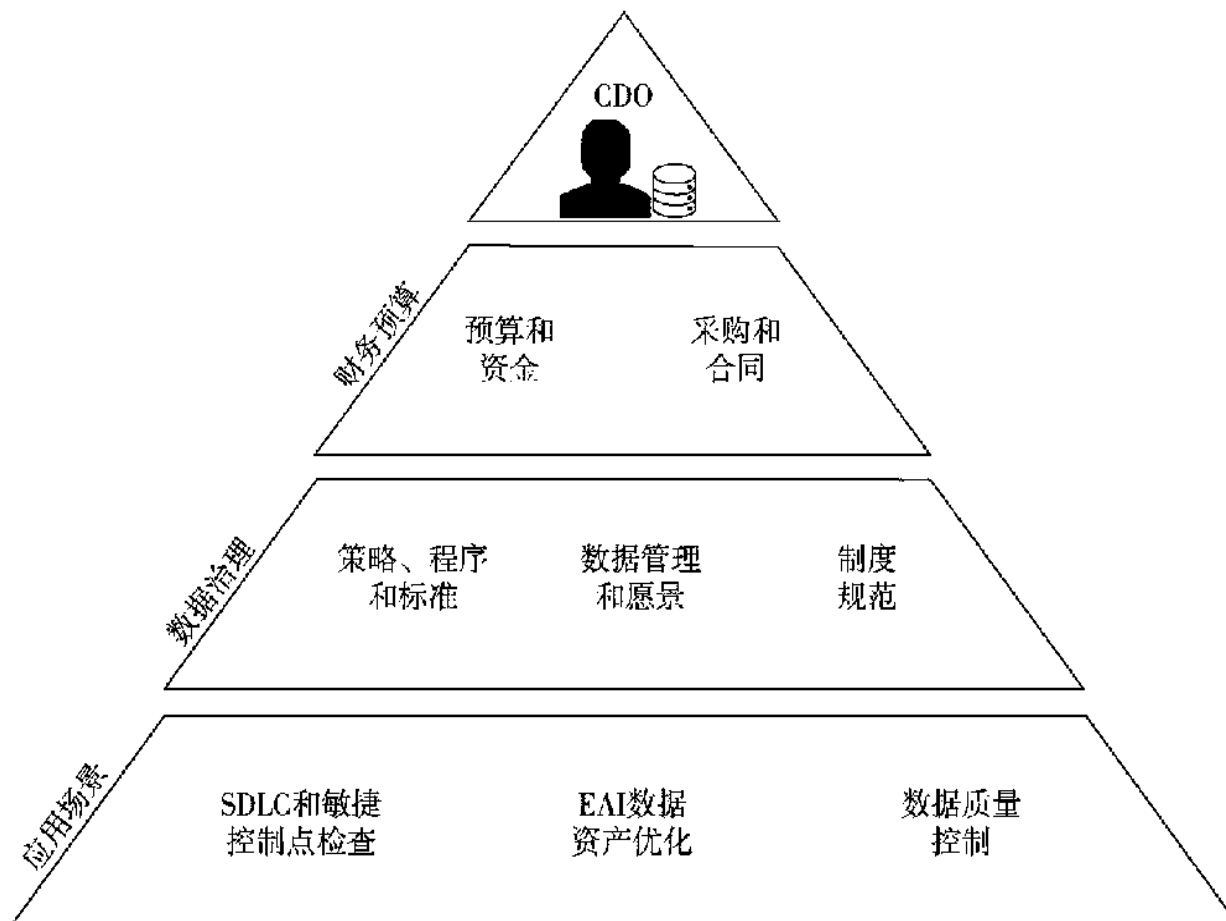 CDO
财务预算
预算和
资金
采购和
合同
数据治理
策略、程序
和标准
数据管理
和愿景
制度
规范
应用场景
SDLC和敏捷
控制点检查
EAI数据
资产优化
数据质量
控制